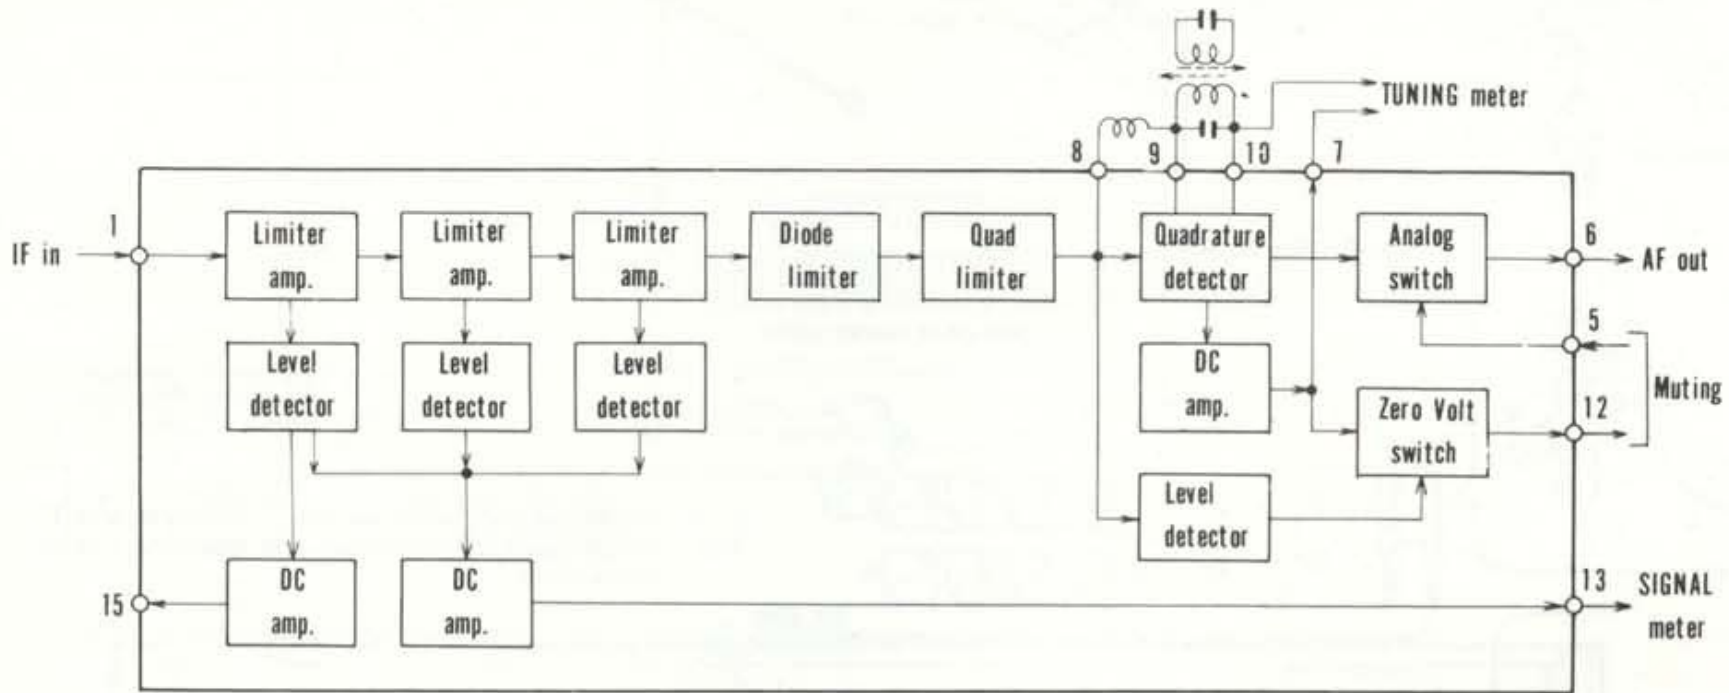 TUNING meter
8
9
10
7
1
IF in
Limiter
amp.
Limiter
amp.
Limiter
amp.
Diode
limiter
Quad
limiter
Quadrature
detector
Analog
switch
6
AF out
5
Level
detector
Level
detector
Level
detector
DC
amp.
Zero Volt
switch
Muting
12
Level
detector
15
DC
amp.
DC
amp.
13
SIGNAL
meter